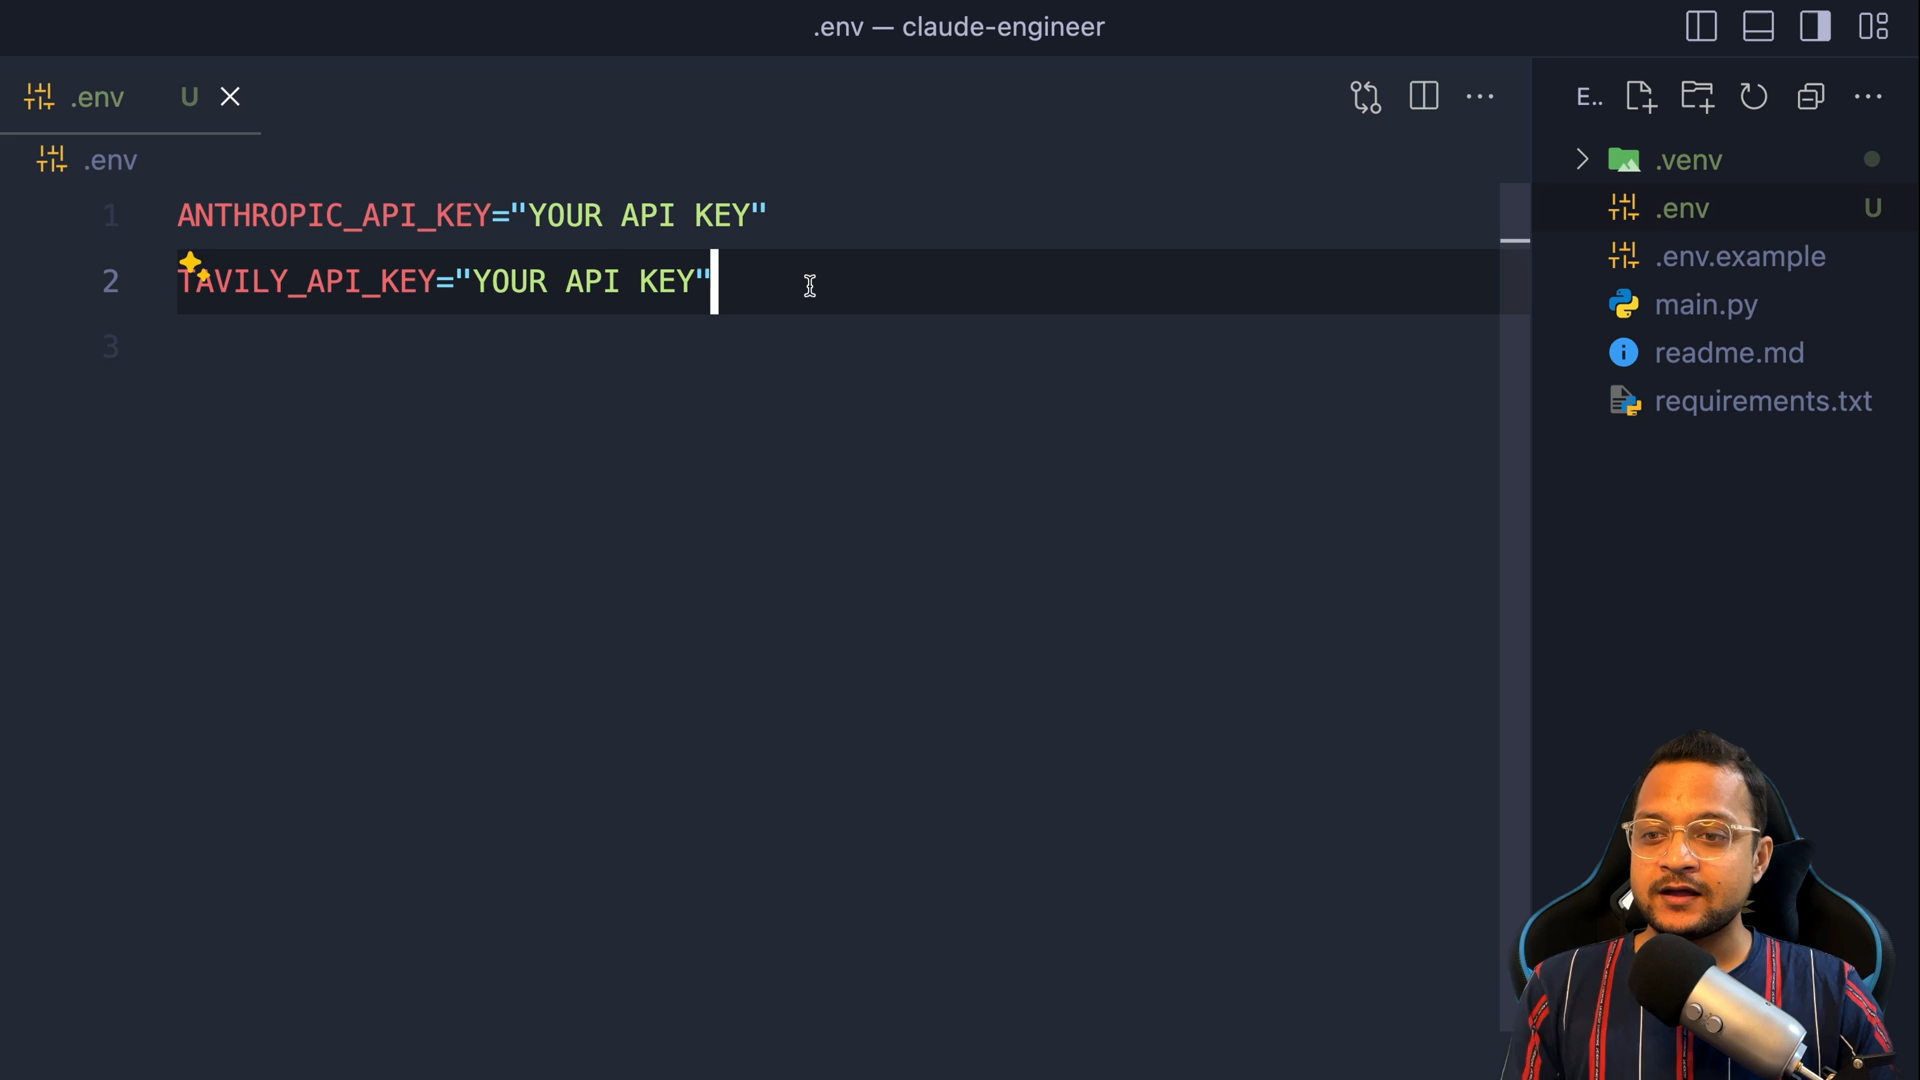 .env — claude-engineer
.env U
E..
.env
1 ANTHROPIC_API_KEY="YOUR API KEY"
2 TAVILY_API_KEY="YOUR API KEY"
3
.venv
.env U
.env.example
main.py
readme.md
requirements.txt